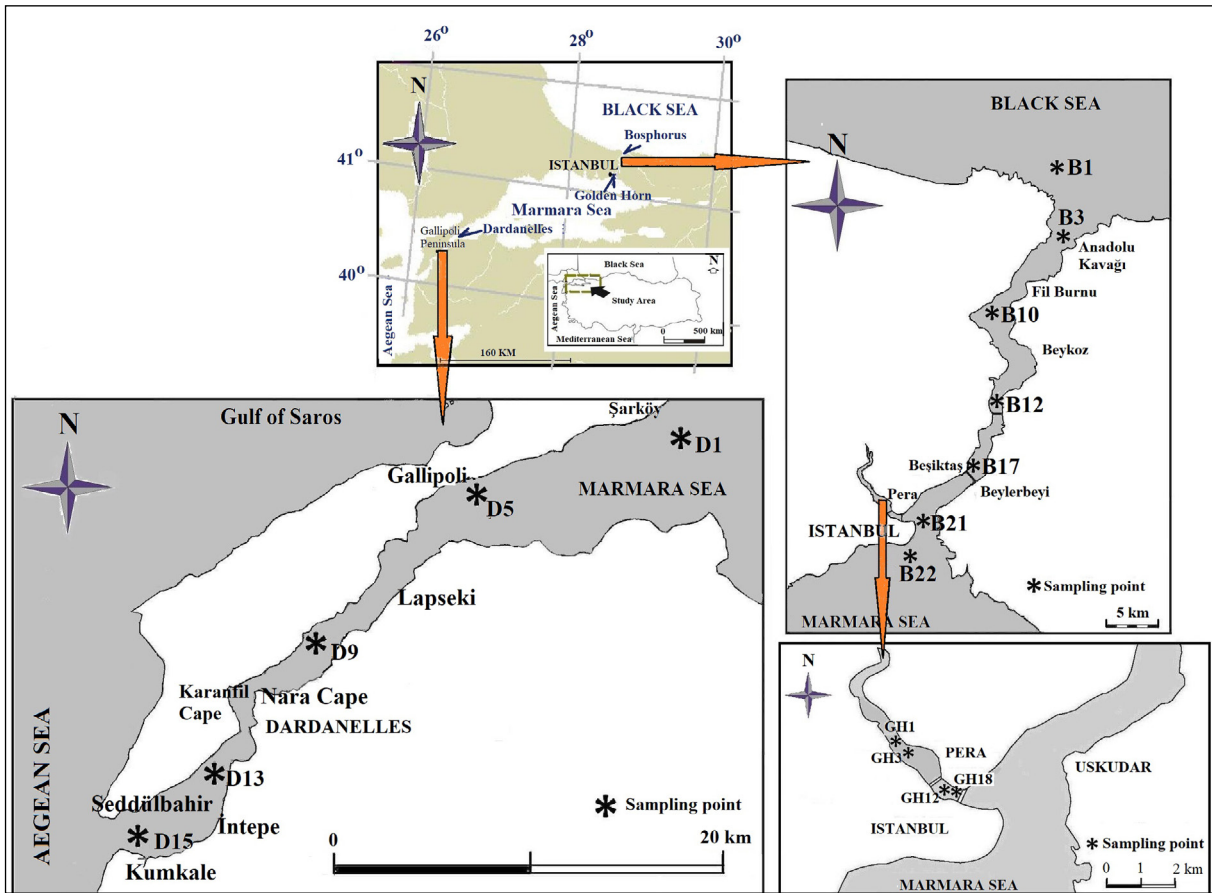 26°
28°
30°
N
BLACK SEA
Bosphorus
41°
ISTANBUL
Golden Horn
Marmara Sea
Gallipoli
Peninsula
Dardanelles
40°
Aegean Sea
160 KM
Black Sea
N
Aegean Sea
Study Area
0 500 km
Mediterranean Sea
BLACK SEA
N
B1
B3
Anadolu
Kavağı
Fil Burnu
B10
Beykoz
B12
Beşiktaş
B17
Beylerbeyi
Pera
ISTANBUL
B21
B22
Sampling point
MARMARA SEA
5 km
N
Gulf of Saros
Şarköy
D1
Gallipoli
D5
MARMARA SEA
Lapseki
D9
Karanfil
Cape
Nara Cape
DARDANELLES
AEGEAN SEA
D13
Seddülbahir
İntepe
D15
Kumkale
Sampling point
0 20 km
N
GH1
GH3
PERA
GH18
GH12
USKUDAR
ISTANBUL
Sampling point
0 1 2 km
MARMARA SEA